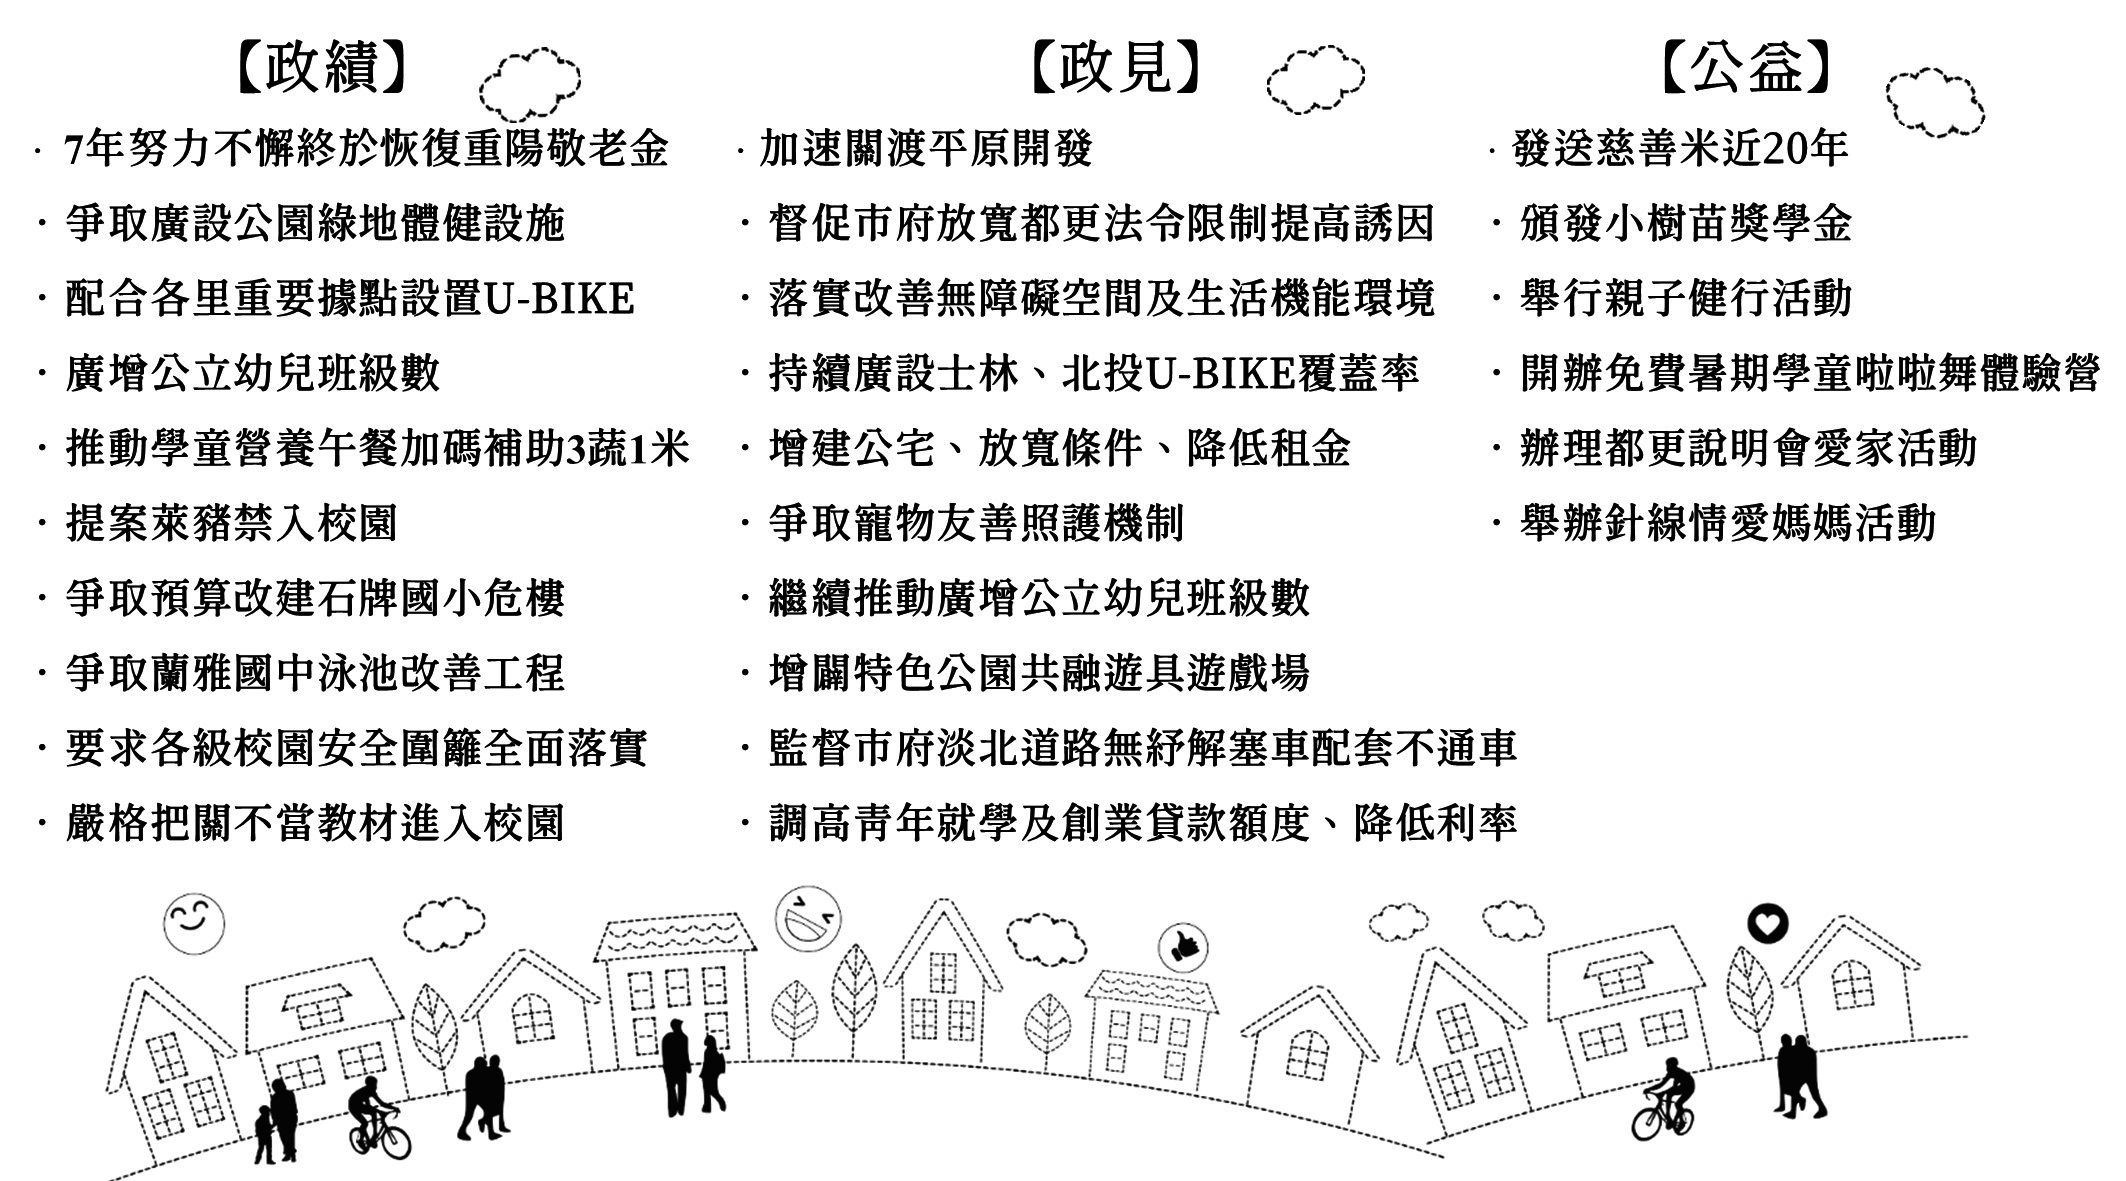 【政績】
· 7年努力不懈終於恢復重陽敬老金
· 爭取廣設公園綠地體健設施
· 配合各里重要據點設置U-BIKE
· 廣增公立幼兒班級數
· 推動學童營養午餐加碼補助3蔬1米
· 提案萊豬禁入校園
· 爭取預算改建石牌國小危樓
· 爭取蘭雅國中泳池改善工程
· 要求各級校園安全圍籬全面落實
· 嚴格把關不當教材進入校園
【政見】
· 加速關渡平原開發
· 督促市府放寬都更法令限制提高誘因
· 落實改善無障礙空間及生活機能環境
· 持續廣設士林、北投U-BIKE覆蓋率
· 增建公宅、放寬條件、降低租金
· 爭取寵物友善照護機制
· 繼續推動廣增公立幼兒班級數
· 增闢特色公園共融遊具遊戲場
· 監督市府淡北道路無紓解塞車配套不通車
· 調高青年就學及創業貸款額度、降低利率
【公益】
· 發送慈善米近20年
· 頒發小樹苗獎學金
· 舉行親子健行活動
· 開辦免費暑期學童啦啦舞體驗營
· 辦理都更說明會愛家活動
· 舉辦針線情愛媽媽活動